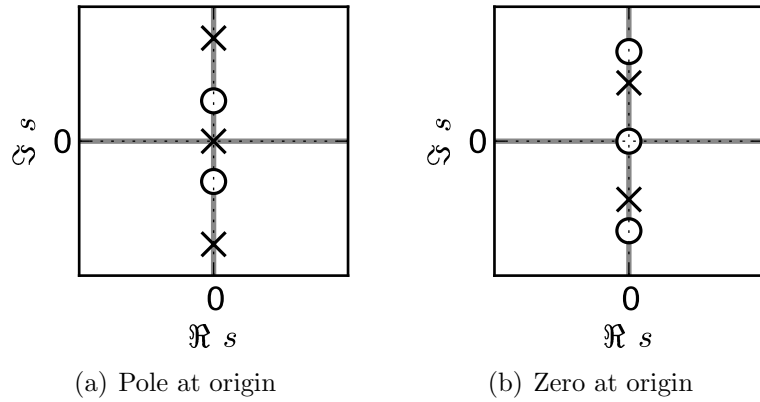 ℑ s
0
0
ℜ s
(a) Pole at origin
ℑ s
0
0
ℜ s
(b) Zero at origin